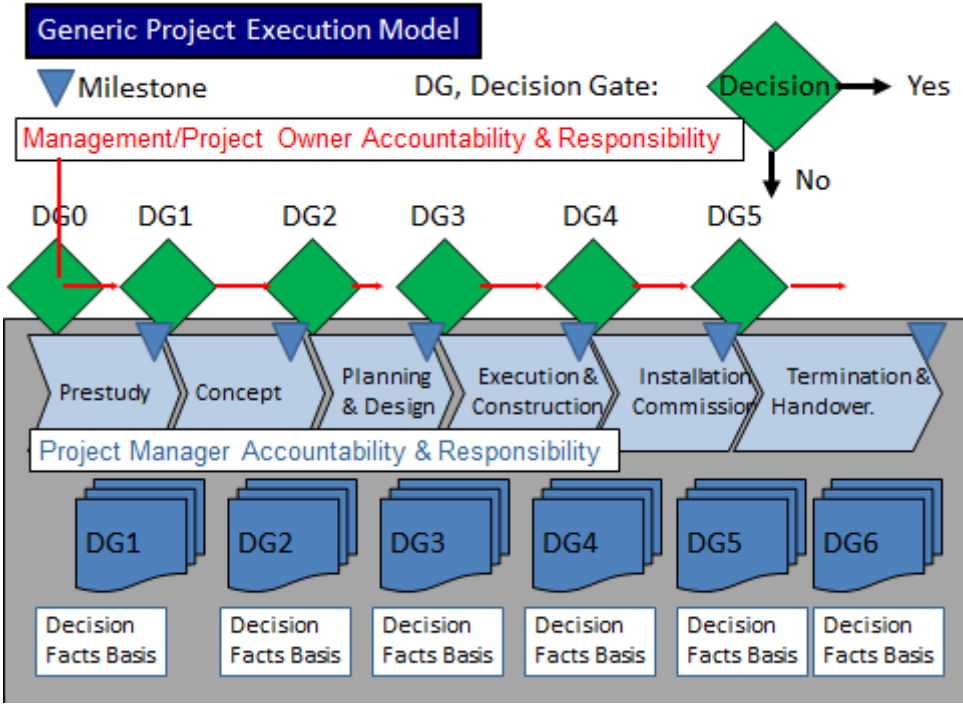 Generic Project Execution Model
Milestone
DG, Decision Gate:
Decision
Yes
Management/Project Owner Accountability & Responsibility
No
DG0
DG1
DG2
DG3
DG4
DG5
Prestudy
Concept
Planning
& Design
Execution &
Construction
Installation
Commission
Termination &
Handover.
Project Manager Accountability & Responsibility
DG1
DG2
DG3
DG4
DG5
DG6
Decision
Facts Basis
Decision
Facts Basis
Decision
Facts Basis
Decision
Facts Basis
Decision
Facts Basis
Decision
Facts Basis